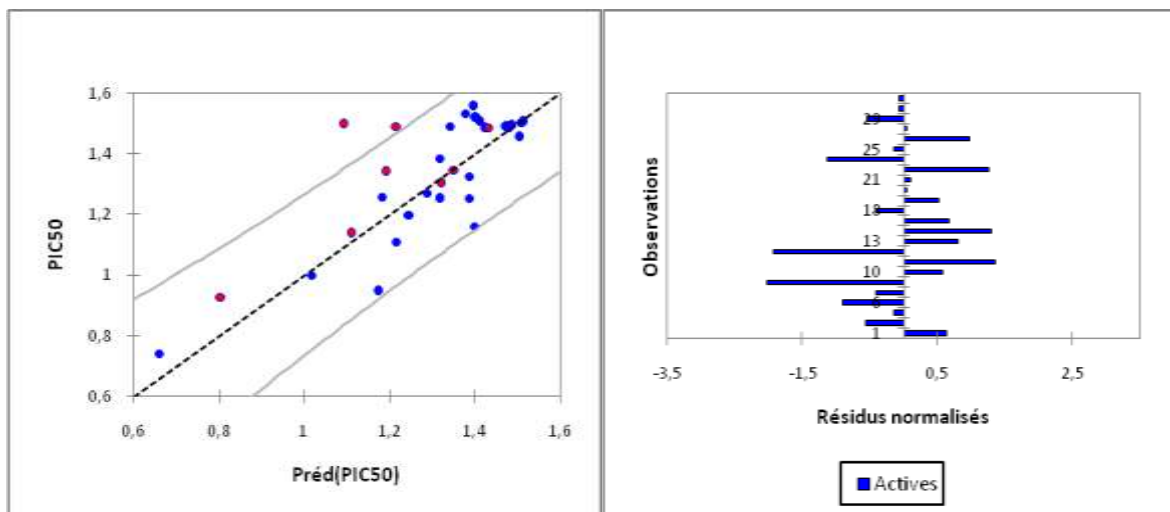 PIC50
1,6
1,4
1,2
1
0,8
0,6
0,6 0,8 1 1,2 1,4 1,6
Préd(PIC50)
Observations
29
25
21
18
13
10
6
1
-3,5 -1,5 0,5 2,5
Résidus normalisés
Actives